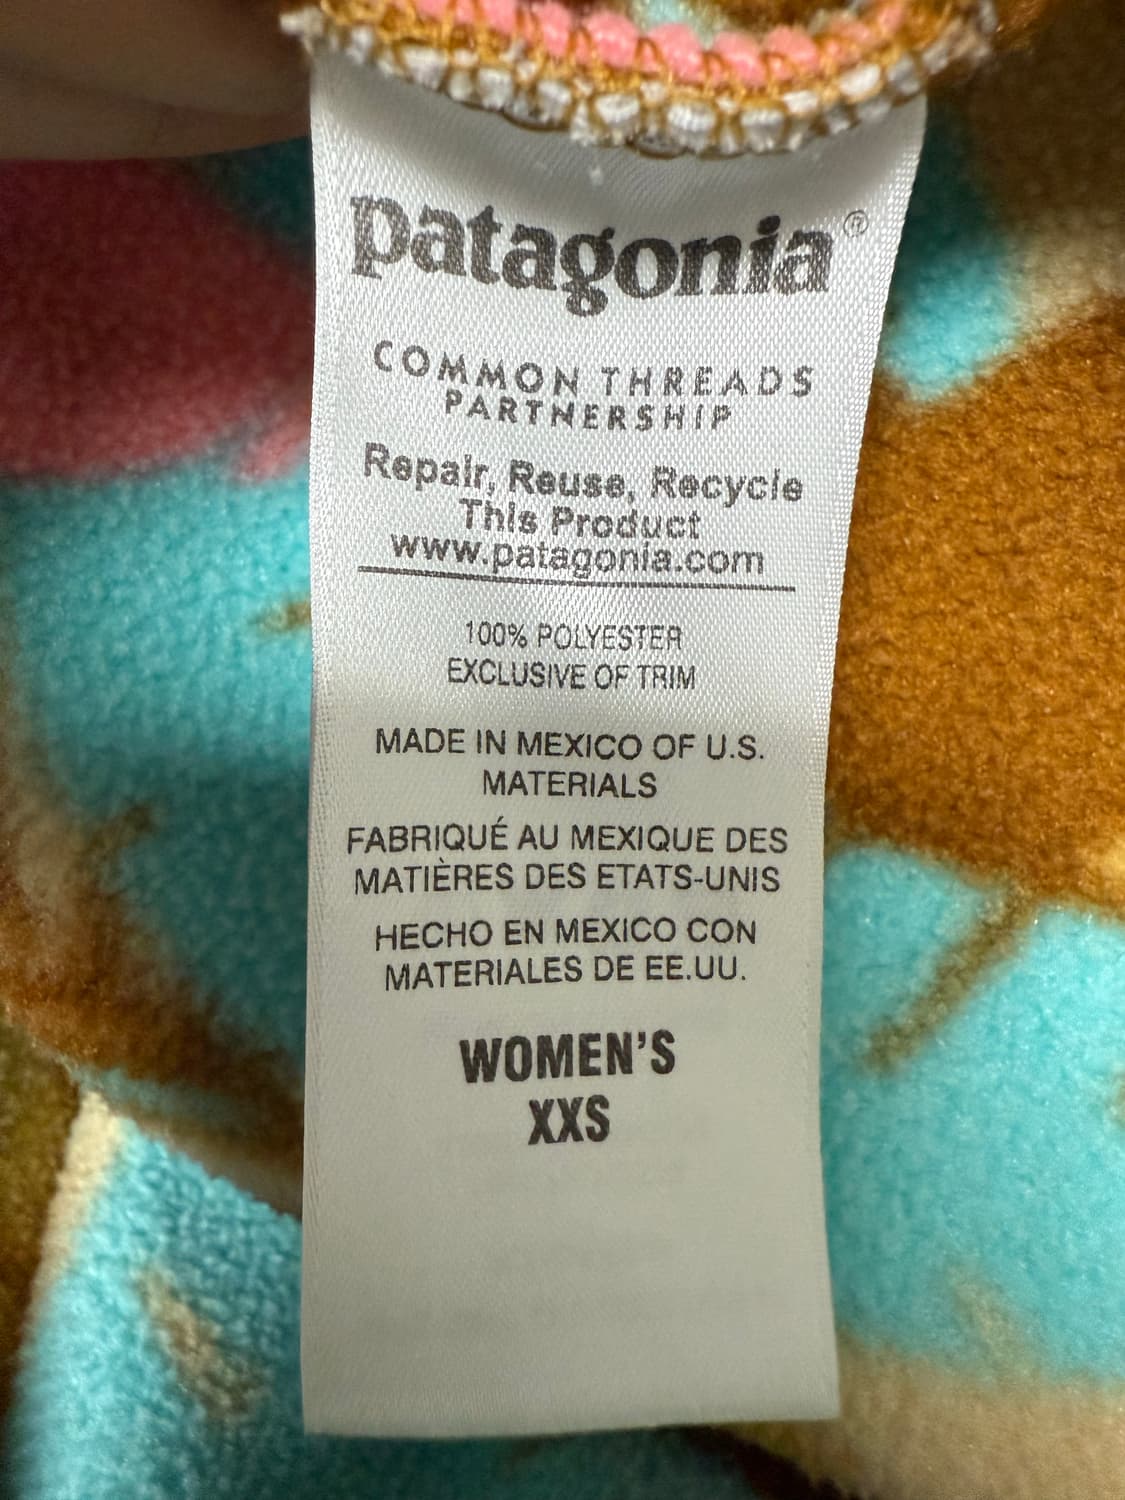 patagonia®
COMMON THREADS
PARTNERSHIP
Repair, Reuse, Recycle
This Product
www.patagonia.com
100% POLYESTER
EXCLUSIVE OF TRIM
MADE IN MEXICO OF U.S.
MATERIALS
FABRIQUÉ AU MEXIQUE DES
MATIÈRES DES ETATS-UNIS
HECHO EN MEXICO CON
MATERIALES DE EE.UU.
WOMEN'S
XXS